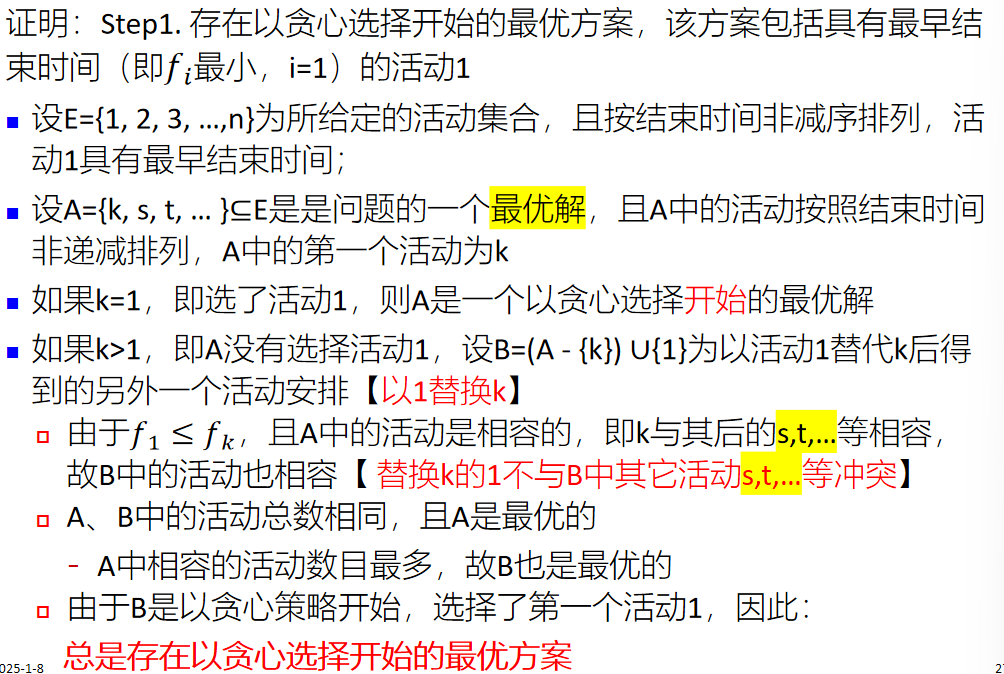 证明：Step1. 存在以贪心选择开始的最优方案，该方案包括具有最早结
束时间（即fᵢ最小，i=1）的活动1
■ 设E={1, 2, 3, …,n}为所给定的活动集合，且按结束时间非减序排列，活
动1具有最早结束时间；
■ 设A={k, s, t, … }⊆E是是问题的一个最优解，且A中的活动按照结束时间
非递减排列，A中的第一个活动为k
■ 如果k=1，即选了活动1，则A是一个以贪心选择开始的最优解
■ 如果k>1，即A没有选择活动1，设B=(A - {k}) ∪{1}为以活动1替代k后得
到的另外一个活动安排【以1替换k】
□ 由于f₁ ≤ fₖ，且A中的活动是相容的，即k与其后的s,t,…等相容，
故B中的活动也相容【 替换k的1不与B中其它活动s,t,…等冲突】
□ A、B中的活动总数相同，且A是最优的
- A中相容的活动数目最多，故B也是最优的
□ 由于B是以贪心策略开始，选择了第一个活动1，因此：
总是存在以贪心选择开始的最优方案
025-1-8
2